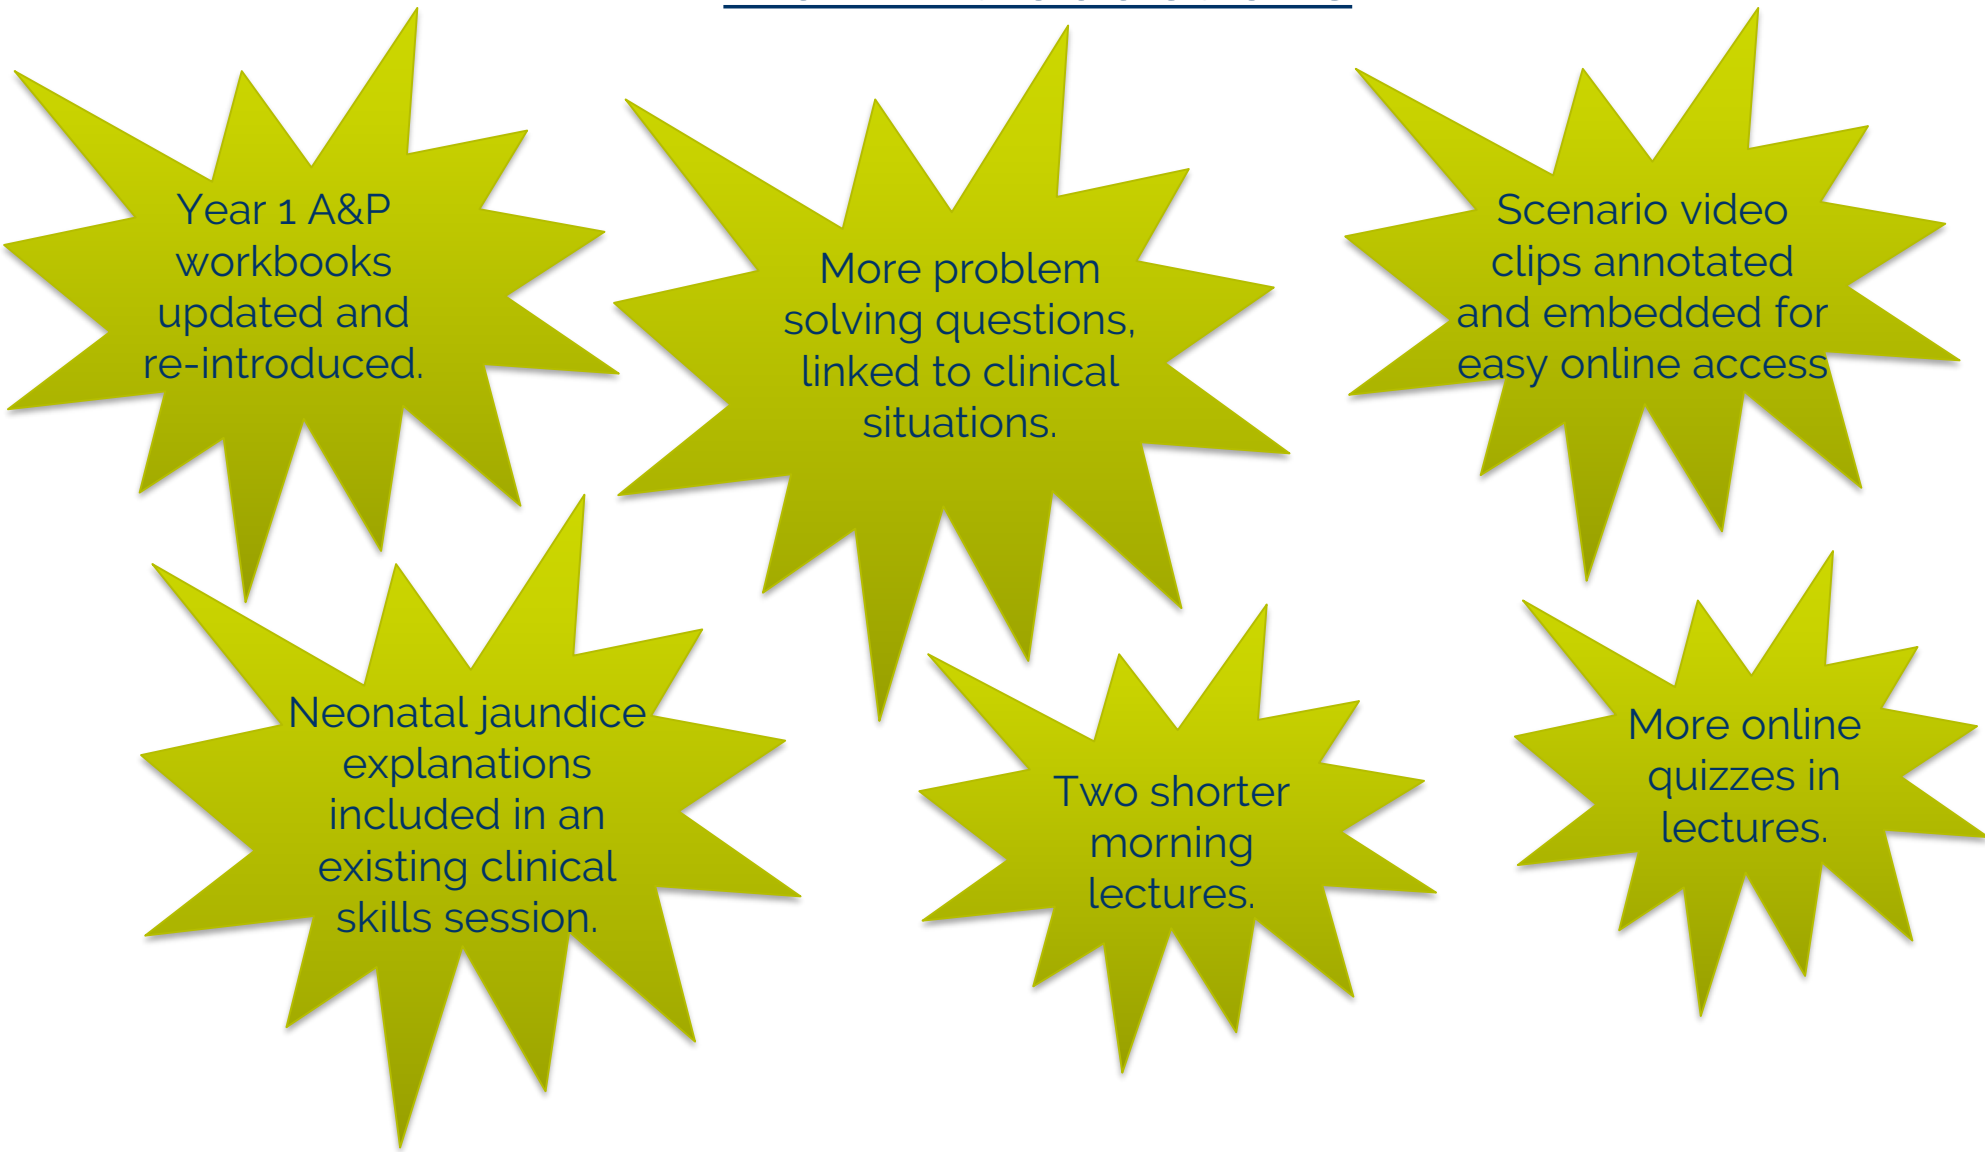 Year 1 A&P
workbooks
updated and
re-introduced.
More problem
solving questions,
linked to clinical
situations.
Scenario video
clips annotated
and embedded for
easy online access
Neonatal jaundice
explanations
included in an
existing clinical
skills session.
Two shorter
morning
lectures.
More online
quizzes in
lectures.